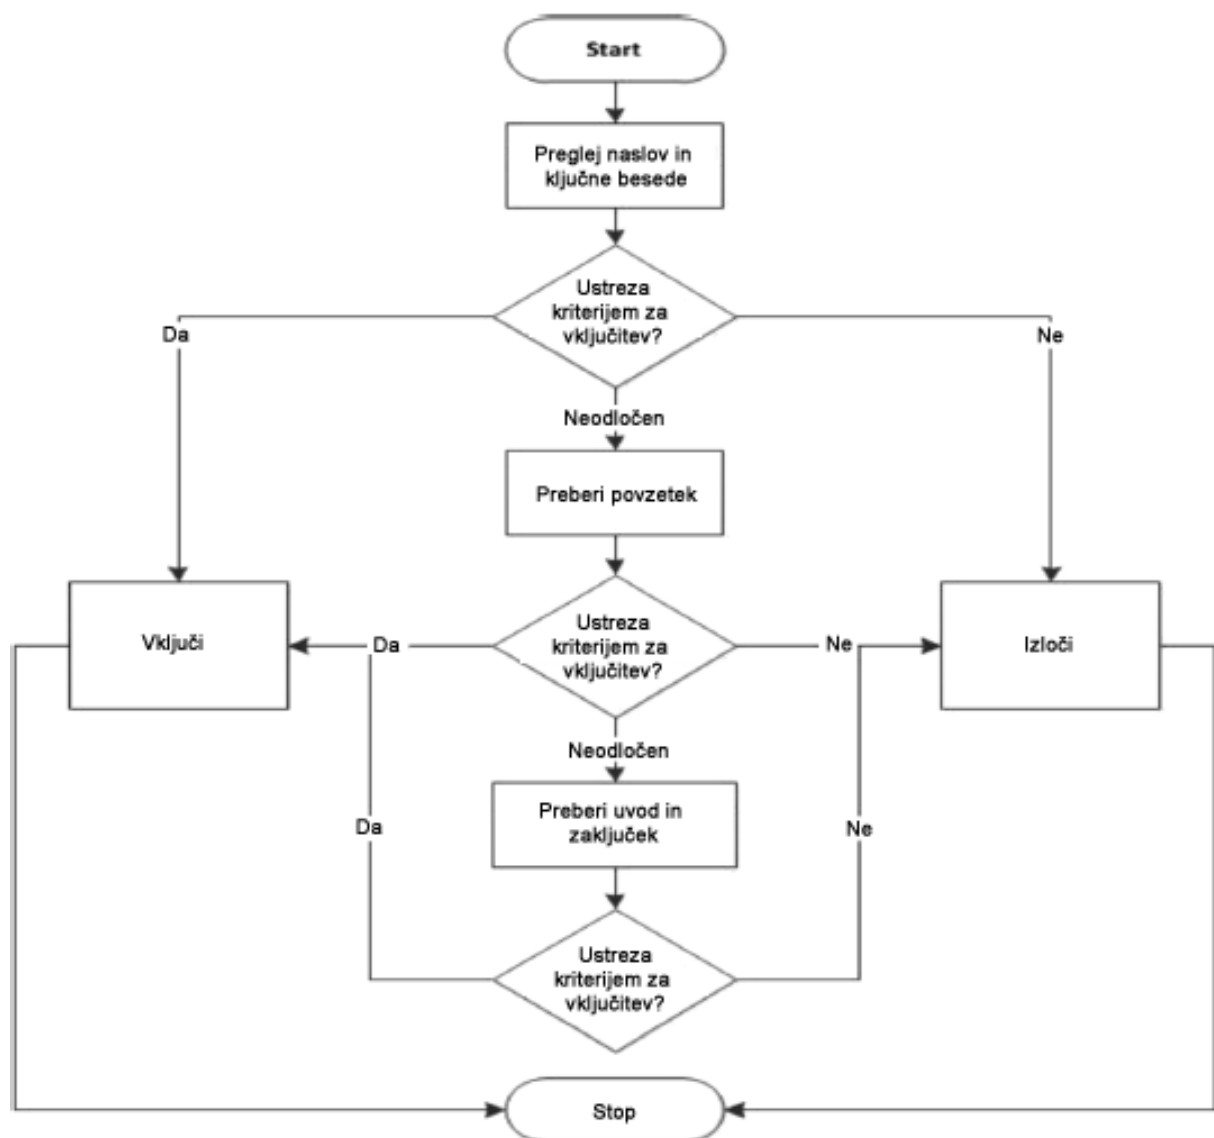 Start
Preglej naslov in
ključne besede
Ustreza
kriterijem za
vključitev?
Da
Ne
Neodločen
Preberi povzetek
Ustreza
kriterijem za
vključitev?
Vključi
Da
Ne
Izloči
Neodločen
Preberi uvod in
zaključek
Da
Ne
Ustreza
kriterijem za
vključitev?
Stop